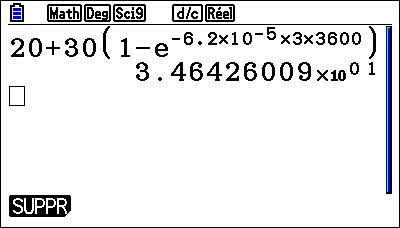 Math Deg Sci9 d/c Réel
20+30(1-e^-6.2×10^-5×3×3600)
3.46426009×10^01
SUPPR